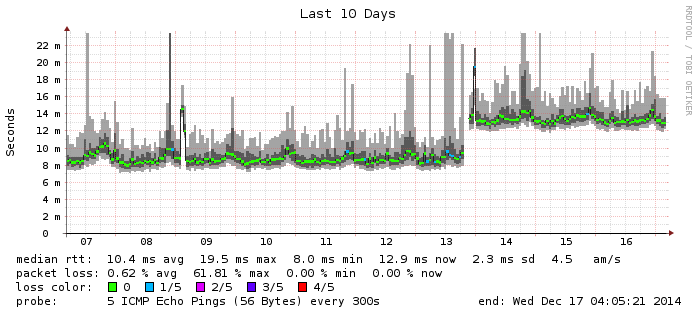 Last 10 Days
RRDTOOL / TOBI OETIKER
Seconds
22 m
20 m
18 m
16 m
14 m
12 m
10 m
8 m
6 m
4 m
2 m
0
07 08 09 10 11 12 13 14 15 16
median rtt: 10.4 ms avg 19.5 ms max 8.0 ms min 12.9 ms now 2.3 ms sd 4.5 am/s
packet loss: 0.62 % avg 61.81 % max 0.00 % min 0.00 % now
loss color: 0 1/5 2/5 3/5 4/5
probe: 5 ICMP Echo Pings (56 Bytes) every 300s end: Wed Dec 17 04:05:21 2014